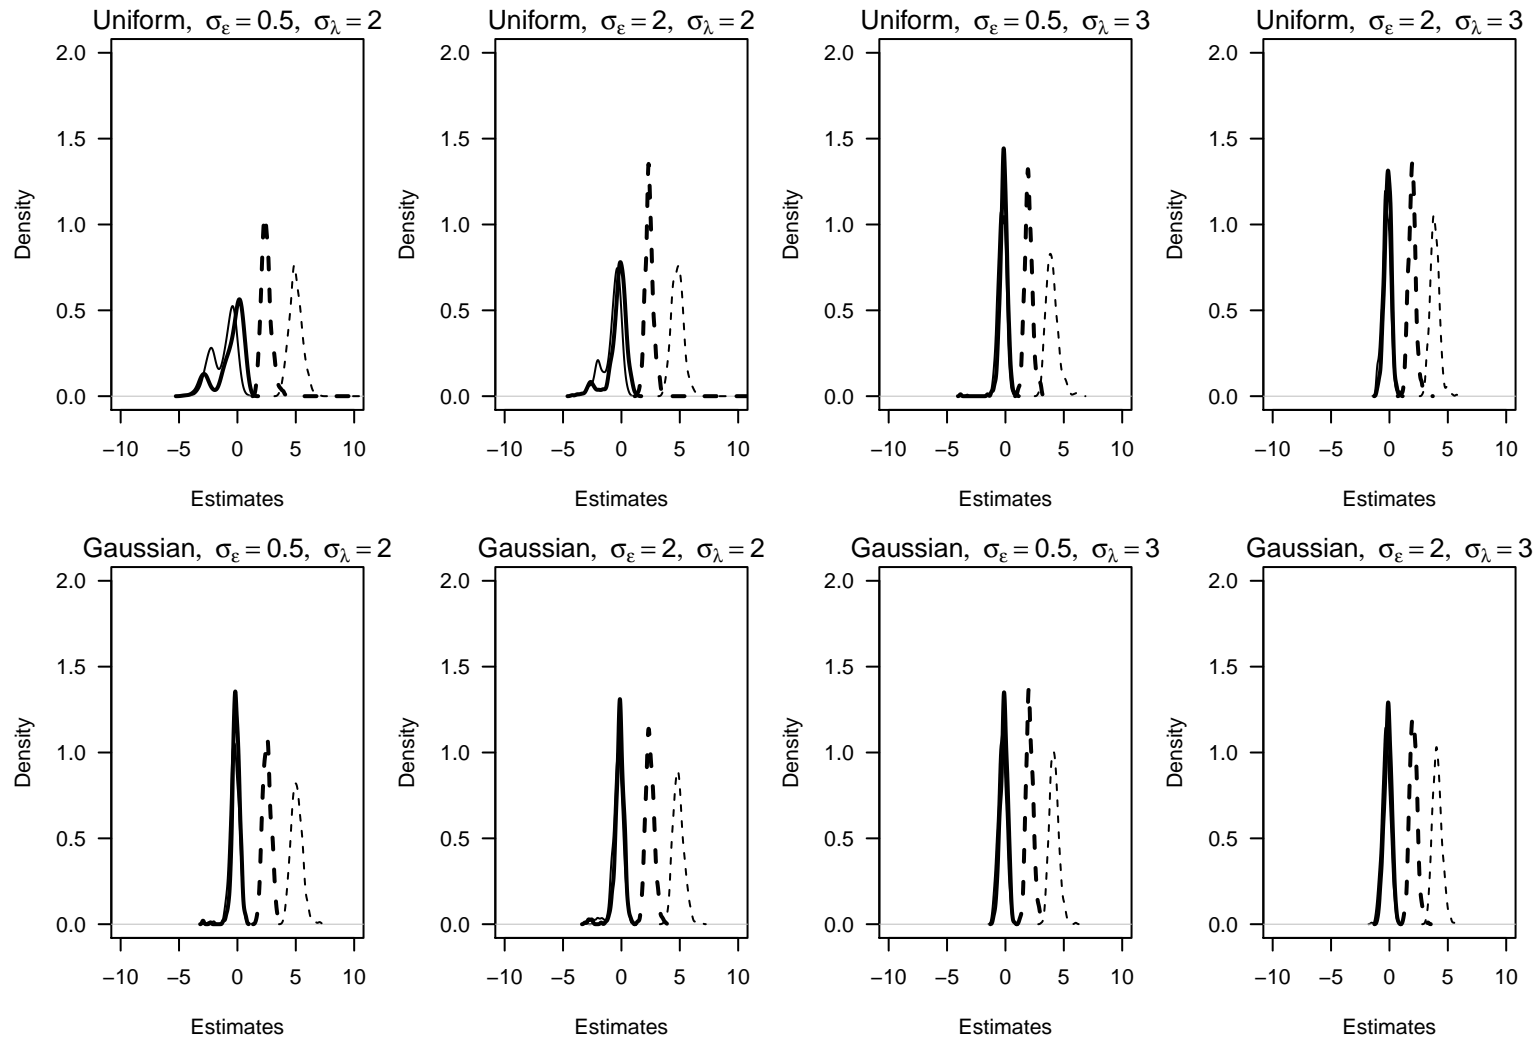 Uniform, σε = 0.5, σλ = 2
Density
0.0 0.5 1.0 1.5 2.0
−10 −5 0 5 10
Estimates
Uniform, σε = 2, σλ = 2
Density
0.0 0.5 1.0 1.5 2.0
−10 −5 0 5 10
Estimates
Uniform, σε = 0.5, σλ = 3
Density
0.0 0.5 1.0 1.5 2.0
−10 −5 0 5 10
Estimates
Uniform, σε = 2, σλ = 3
Density
0.0 0.5 1.0 1.5 2.0
−10 −5 0 5 10
Estimates
Gaussian, σε = 0.5, σλ = 2
Density
0.0 0.5 1.0 1.5 2.0
−10 −5 0 5 10
Estimates
Gaussian, σε = 2, σλ = 2
Density
0.0 0.5 1.0 1.5 2.0
−10 −5 0 5 10
Estimates
Gaussian, σε = 0.5, σλ = 3
Density
0.0 0.5 1.0 1.5 2.0
−10 −5 0 5 10
Estimates
Gaussian, σε = 2, σλ = 3
Density
0.0 0.5 1.0 1.5 2.0
−10 −5 0 5 10
Estimates